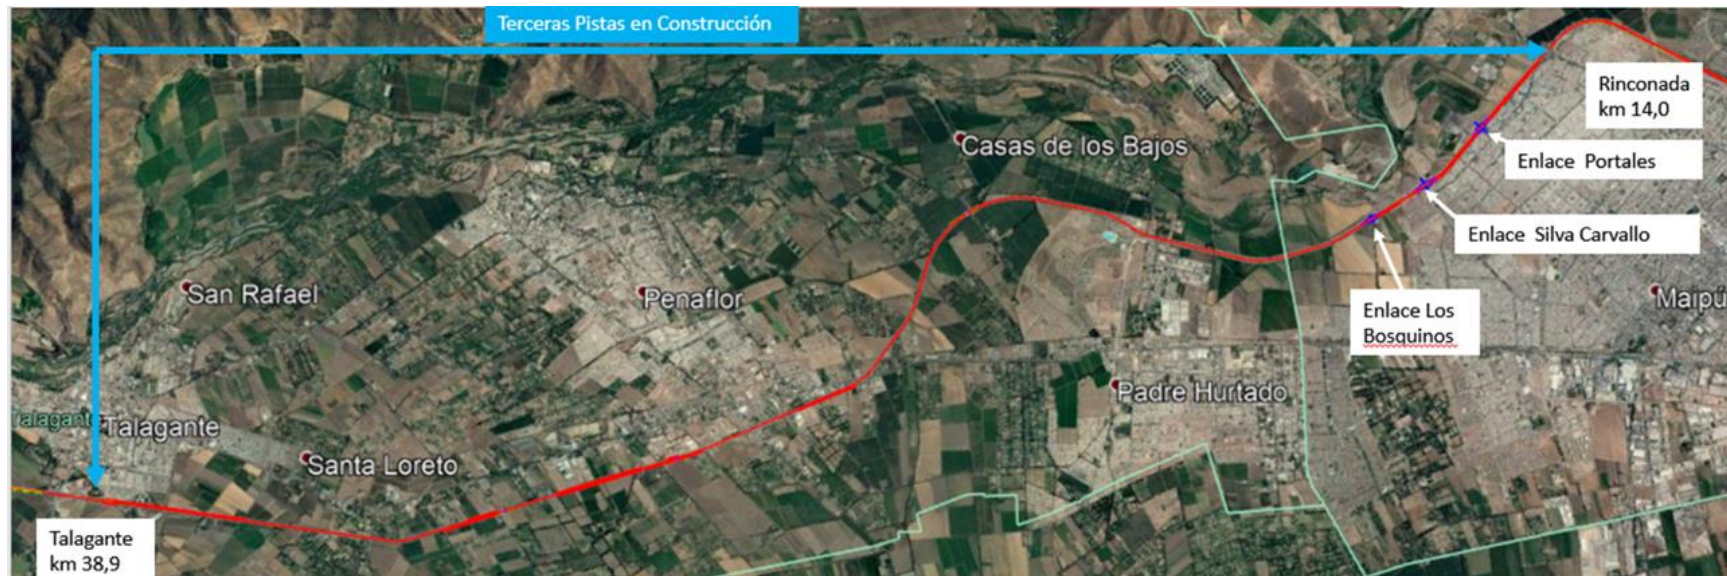 Terceras Pistas en Construcción
Rinconada
km 14,0
Casas de los Bajos
Enlace Portales
Enlace Silva Carvallo
San Rafael
Penaflor
Maipú
Enlace Los
Bosquinos
Padre Hurtado
Talagante
Talagante
Santa Loreto
Talagante
km 38,9